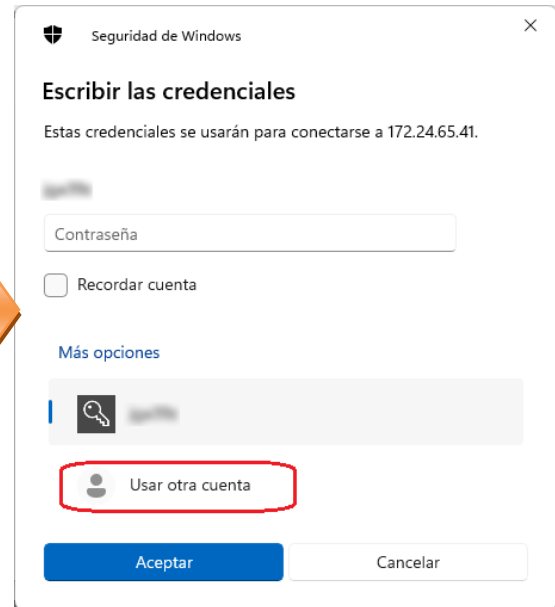 Seguridad de Windows
Escribir las credenciales
Estas credenciales se usarán para conectarse a 172.24.65.41.
Contraseña
Recordar cuenta
Más opciones
Usar otra cuenta
Aceptar
Cancelar